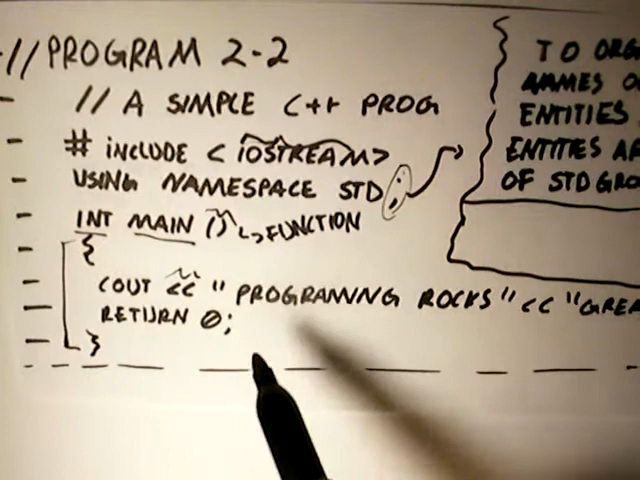 //PROGRAM 2-2
// A SIMPLE C++ PROG
# INCLUDE <IOSTREAM>
USING NAMESPACE STD;
INT MAIN () FUNCTION
{
COUT << "PROGRAMING ROCKS" << "GREA
RETURN 0;
}
TO ORG
ENTITIES
ENTITIES AR
OF STD GRO